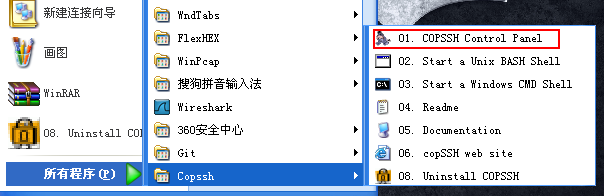 新建连接向导
画图
WinRAR
08. Uninstall COP
所有程序(P)
WndTabs
FlexHEX
WinPcap
搜狗拼音输入法
Wireshark
360安全中心
Git
Copssh
01. COPSSH Control Panel
02. Start a Unix BASH Shell
03. Start a Windows CMD Shell
04. Readme
05. Documentation
06. copSSH web site
08. Uninstall COPSSH